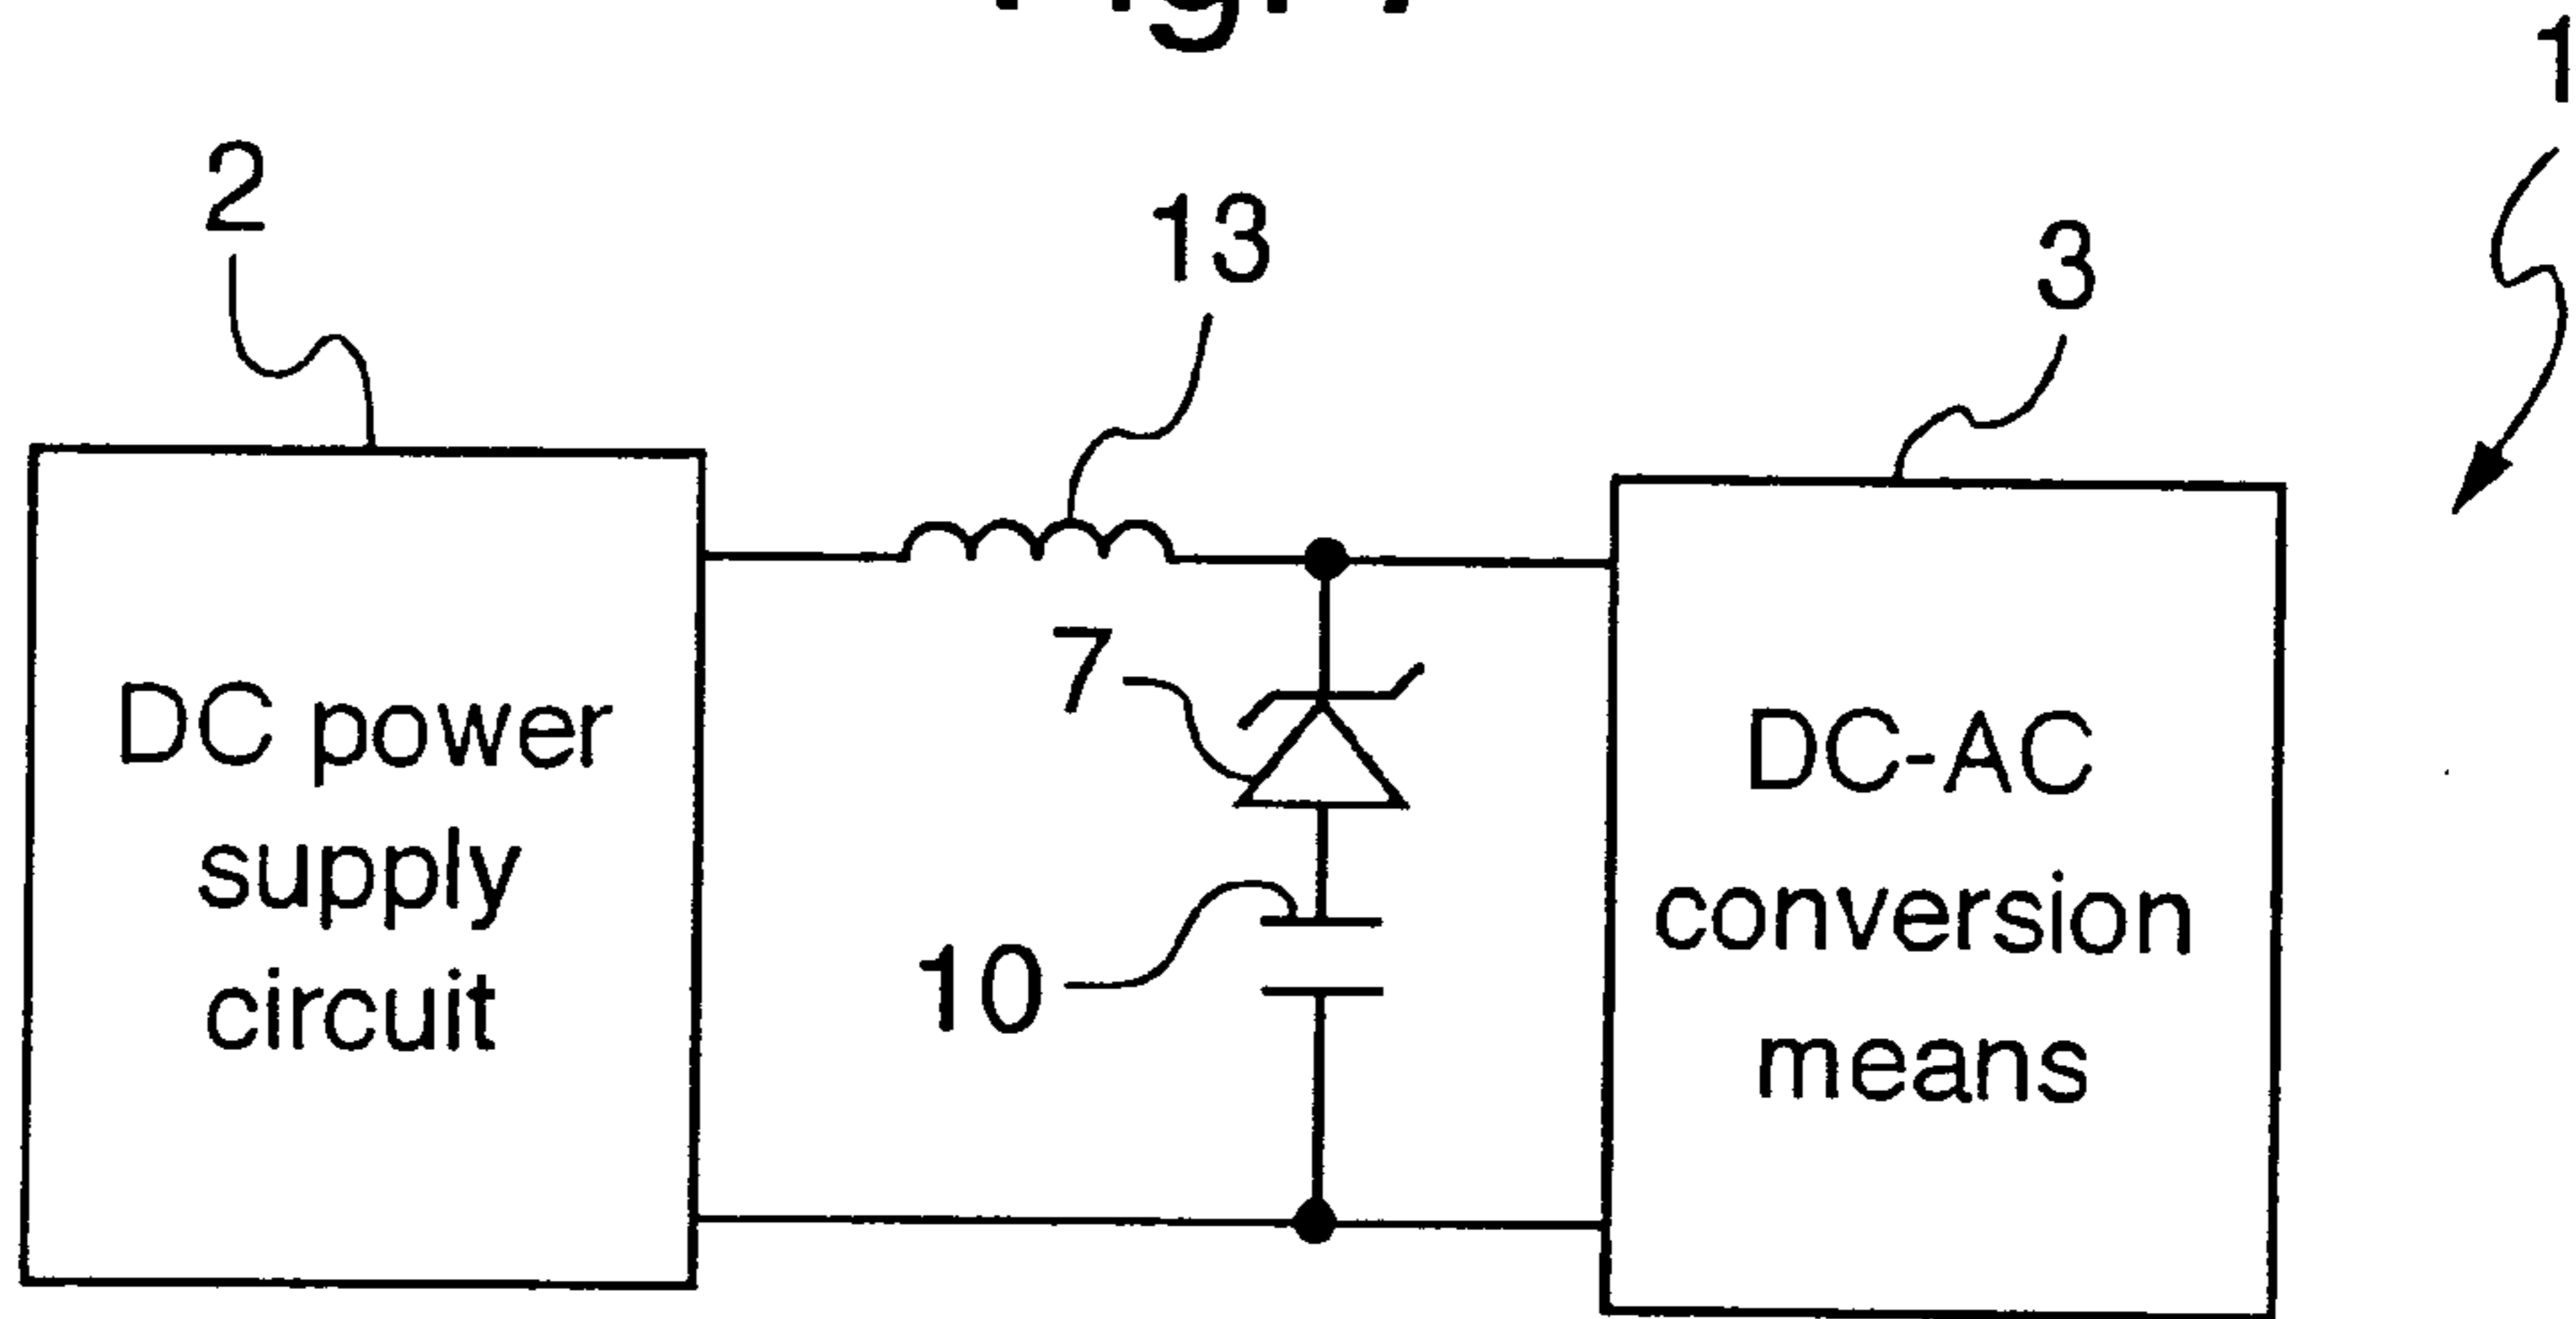 1
2
13
3
7
10
DC power
supply
circuit
DC-AC
conversion
means